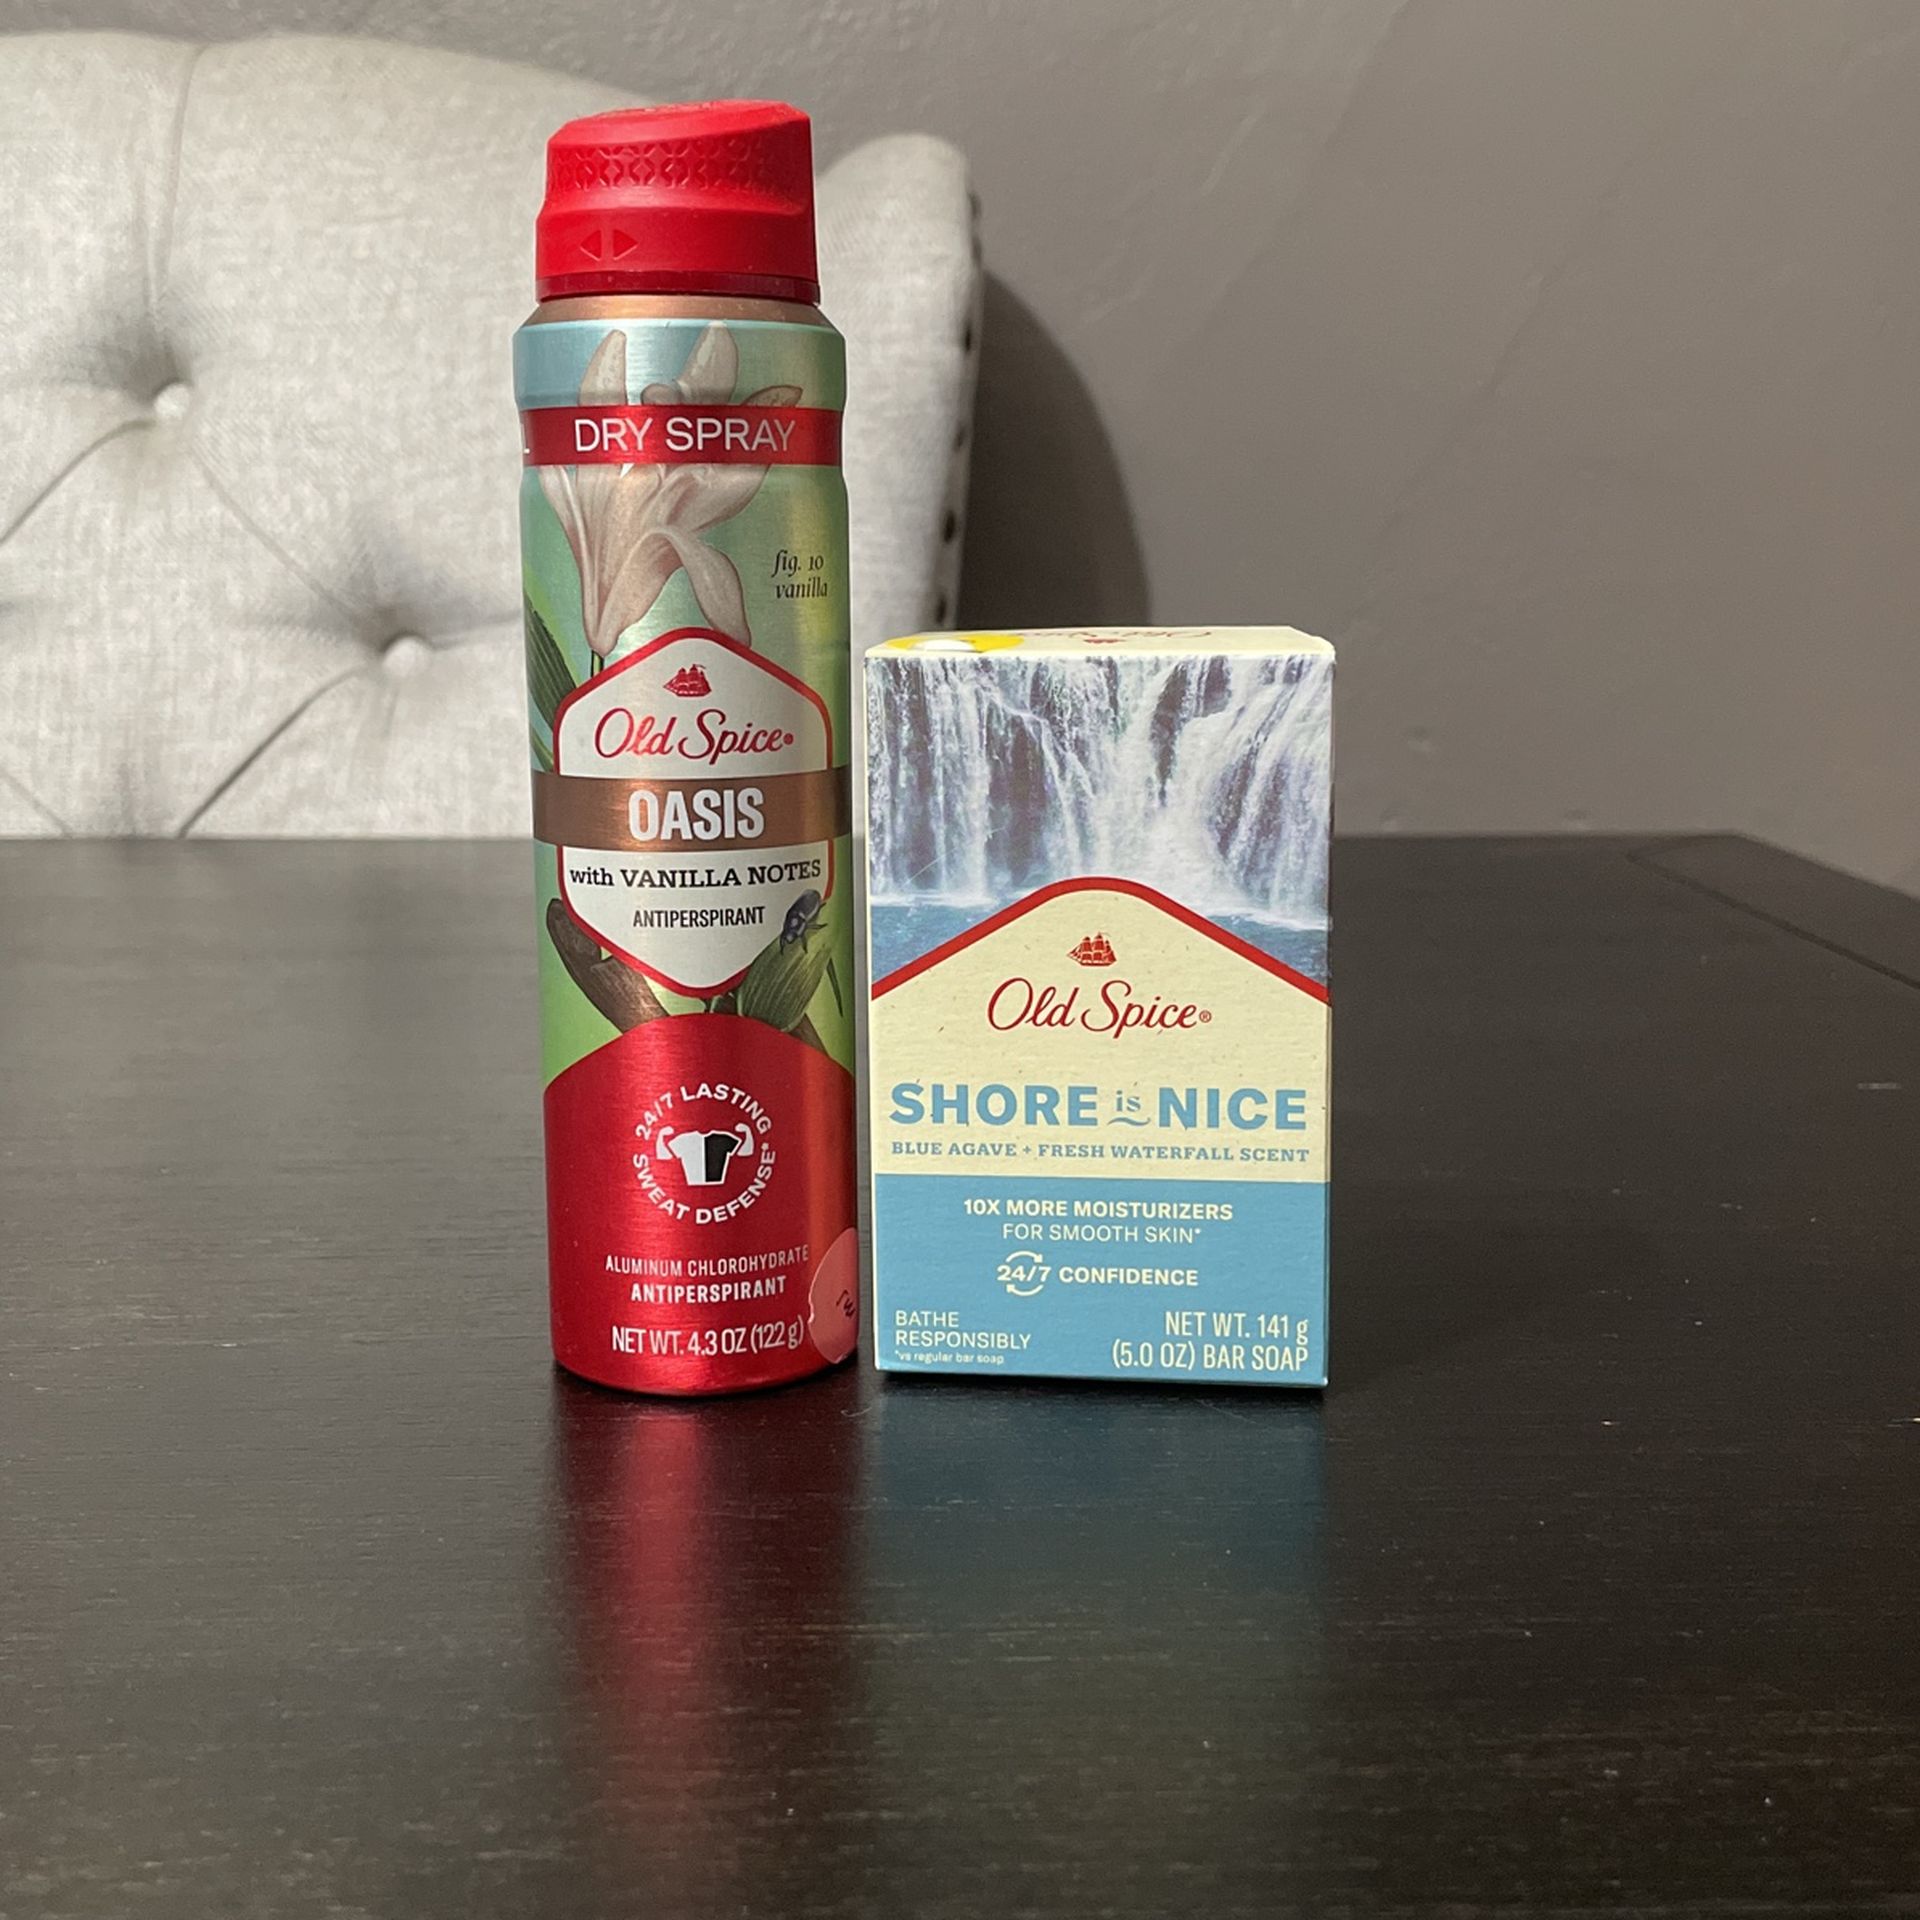 DRY SPRAY
fig. 10
vanilla
Old Spice
OASIS
with VANILLA NOTES
ANTIPERSPIRANT
24/7 LASTING
SWEAT DEFENSE*
ALUMINUM CHLOROHYDRATE
ANTIPERSPIRANT
NET WT. 4.3 OZ (122 g)
Old Spice
Old Spice®
SHORE is NICE
BLUE AGAVE + FRESH WATERFALL SCENT
10X MORE MOISTURIZERS
FOR SMOOTH SKIN*
24/7 CONFIDENCE
BATHE
RESPONSIBLY
*vs regular bar soap
NET WT. 141 g
(5.0 OZ) BAR SOAP